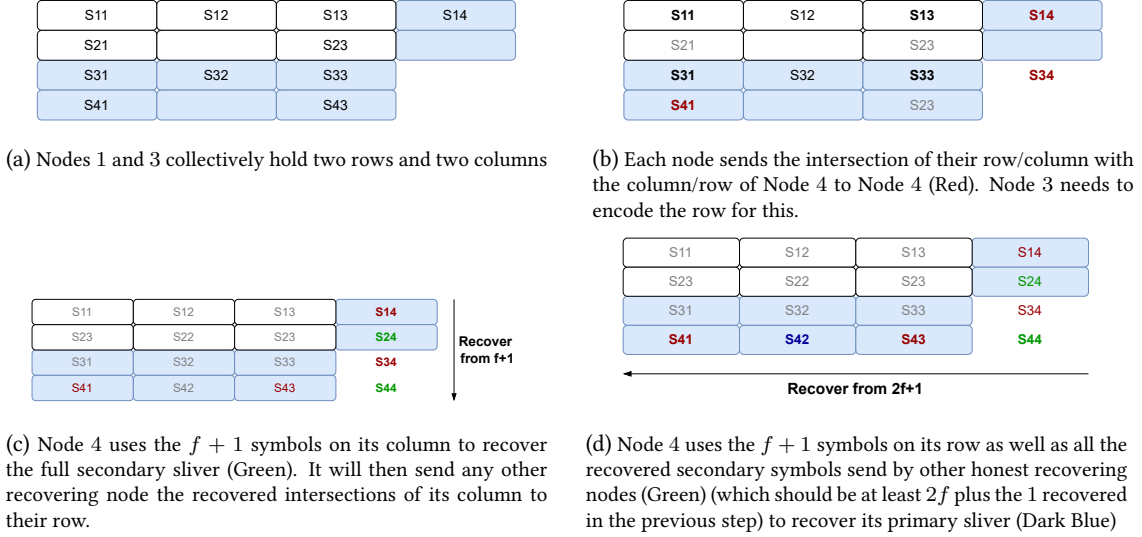 S11 S12 S13 S14
S21 S23
S31 S32 S33
S41 S43
(a) Nodes 1 and 3 collectively hold two rows and two columns
S11 S12 S13 S14
S21 S23
S31 S32 S33 S34
S41 S23
(b) Each node sends the intersection of their row/column with
the column/row of Node 4 to Node 4 (Red). Node 3 needs to
encode the row for this.
S11 S12 S13 S14
S23 S22 S23 S24
S31 S32 S33 S34
S41 S42 S43 S44
Recover
from f+1
(c) Node 4 uses the f + 1 symbols on its column to recover
the full secondary sliver (Green). It will then send any other
recovering node the recovered intersections of its column to
their row.
S11 S12 S13 S14
S23 S22 S23 S24
S31 S32 S33 S34
S41 S42 S43 S44
Recover from 2f+1
(d) Node 4 uses the f + 1 symbols on its row as well as all the
recovered secondary symbols send by other honest recovering
nodes (Green) (which should be at least 2f plus the 1 recovered
in the previous step) to recover its primary sliver (Dark Blue)